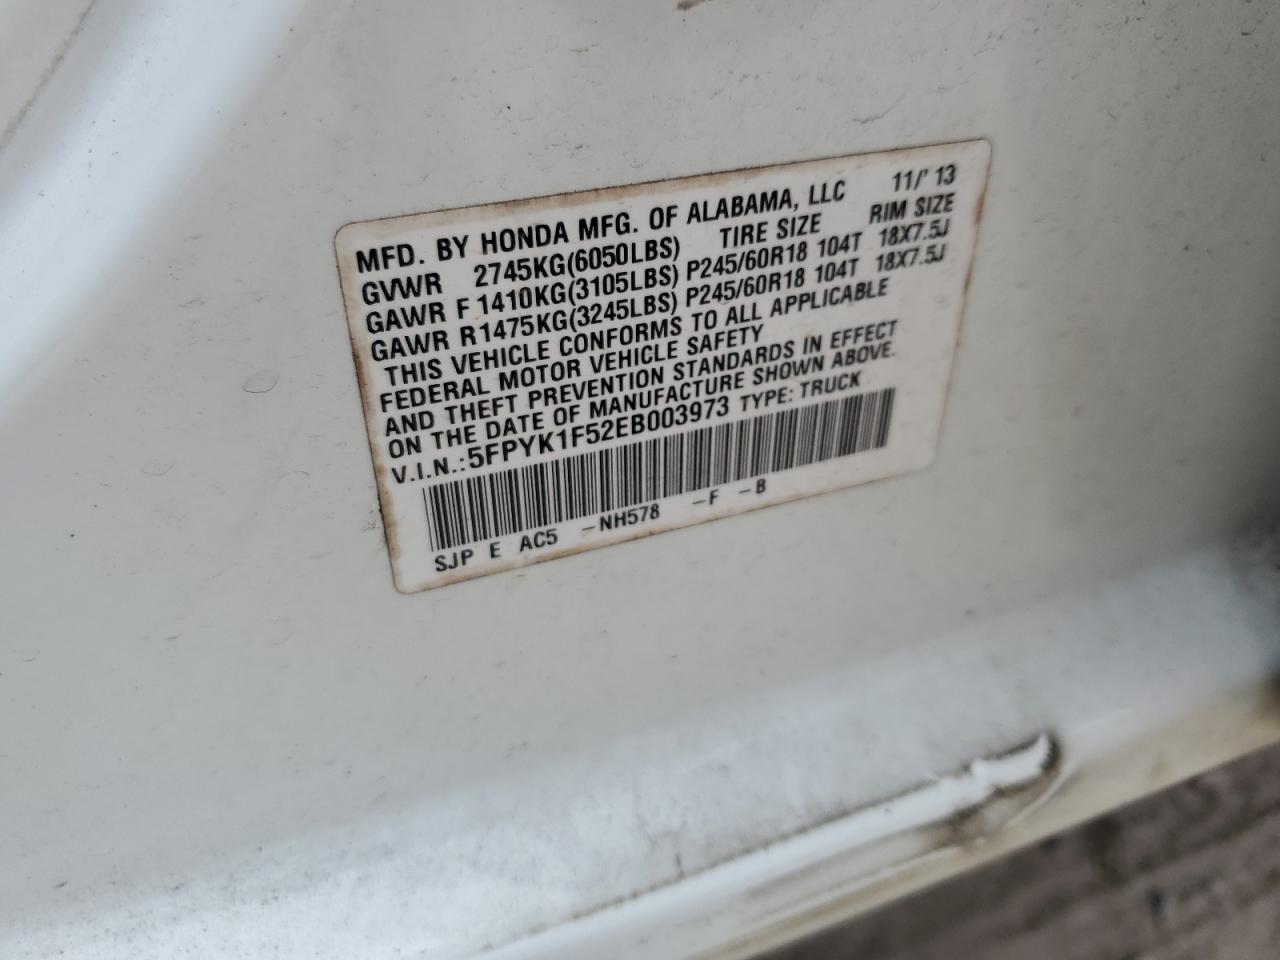 MFD. BY HONDA MFG. OF ALABAMA, LLC 11/'13
GVWR 2745KG(6050LBS) TIRE SIZE RIM SIZE
GAWR F 1410KG(3105LBS) P245/60R18 104T 18X7.5J
GAWR R 1475KG(3245LBS) P245/60R18 104T 18X7.5J
THIS VEHICLE CONFORMS TO ALL APPLICABLE
FEDERAL MOTOR VEHICLE SAFETY
AND THEFT PREVENTION STANDARDS IN EFFECT
ON THE DATE OF MANUFACTURE SHOWN ABOVE.
V.I.N.: 5FPYK1F52EB003973 TYPE: TRUCK
SJP E AC5 -NH578 -F -B